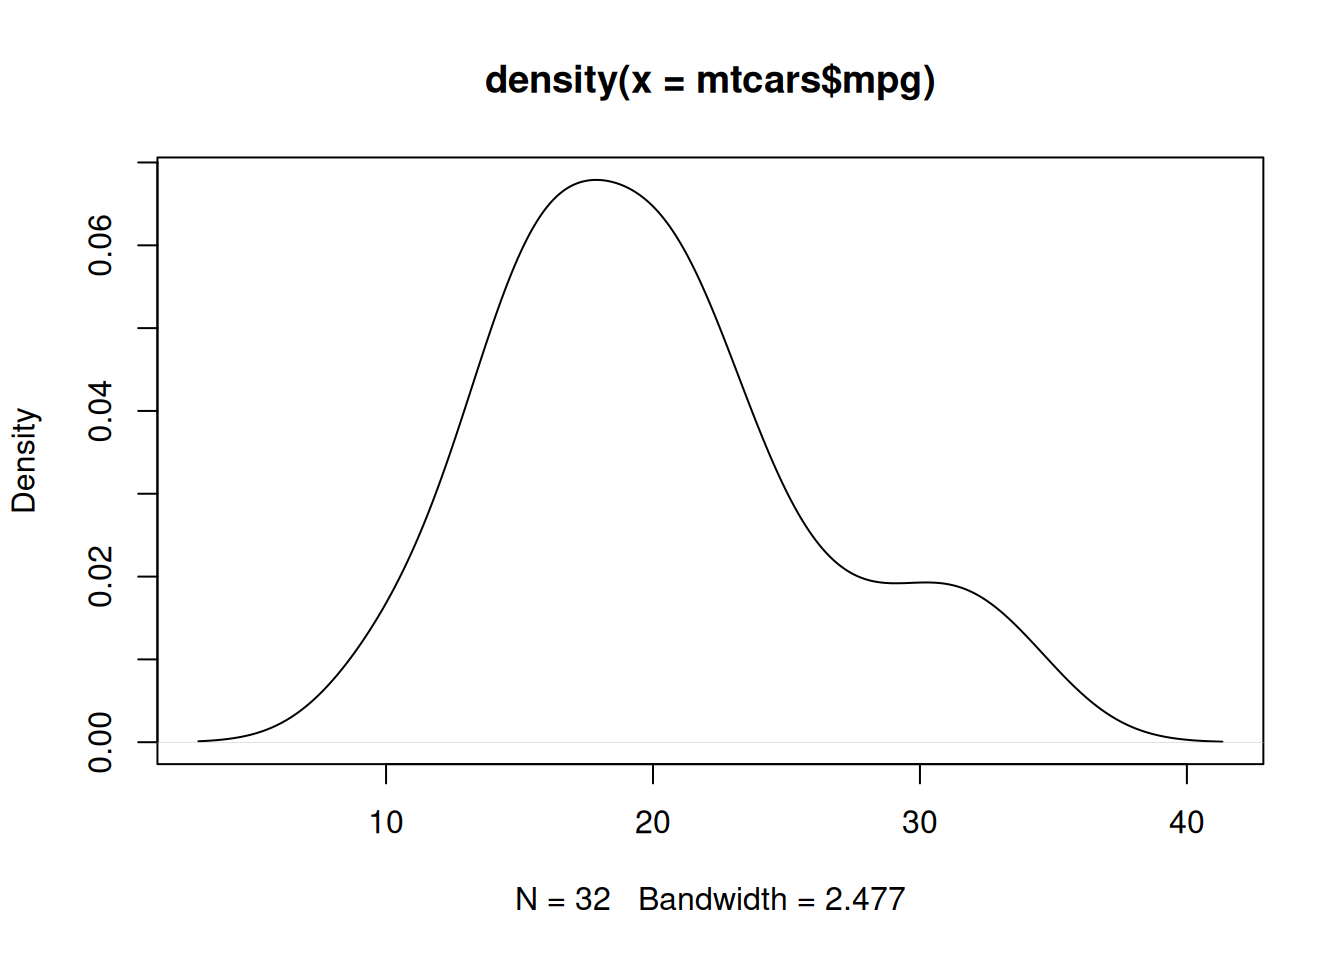 density(x = mtcars$mpg)
Density
0.06
0.04
0.02
0.00
10 20 30 40
N = 32 Bandwidth = 2.477